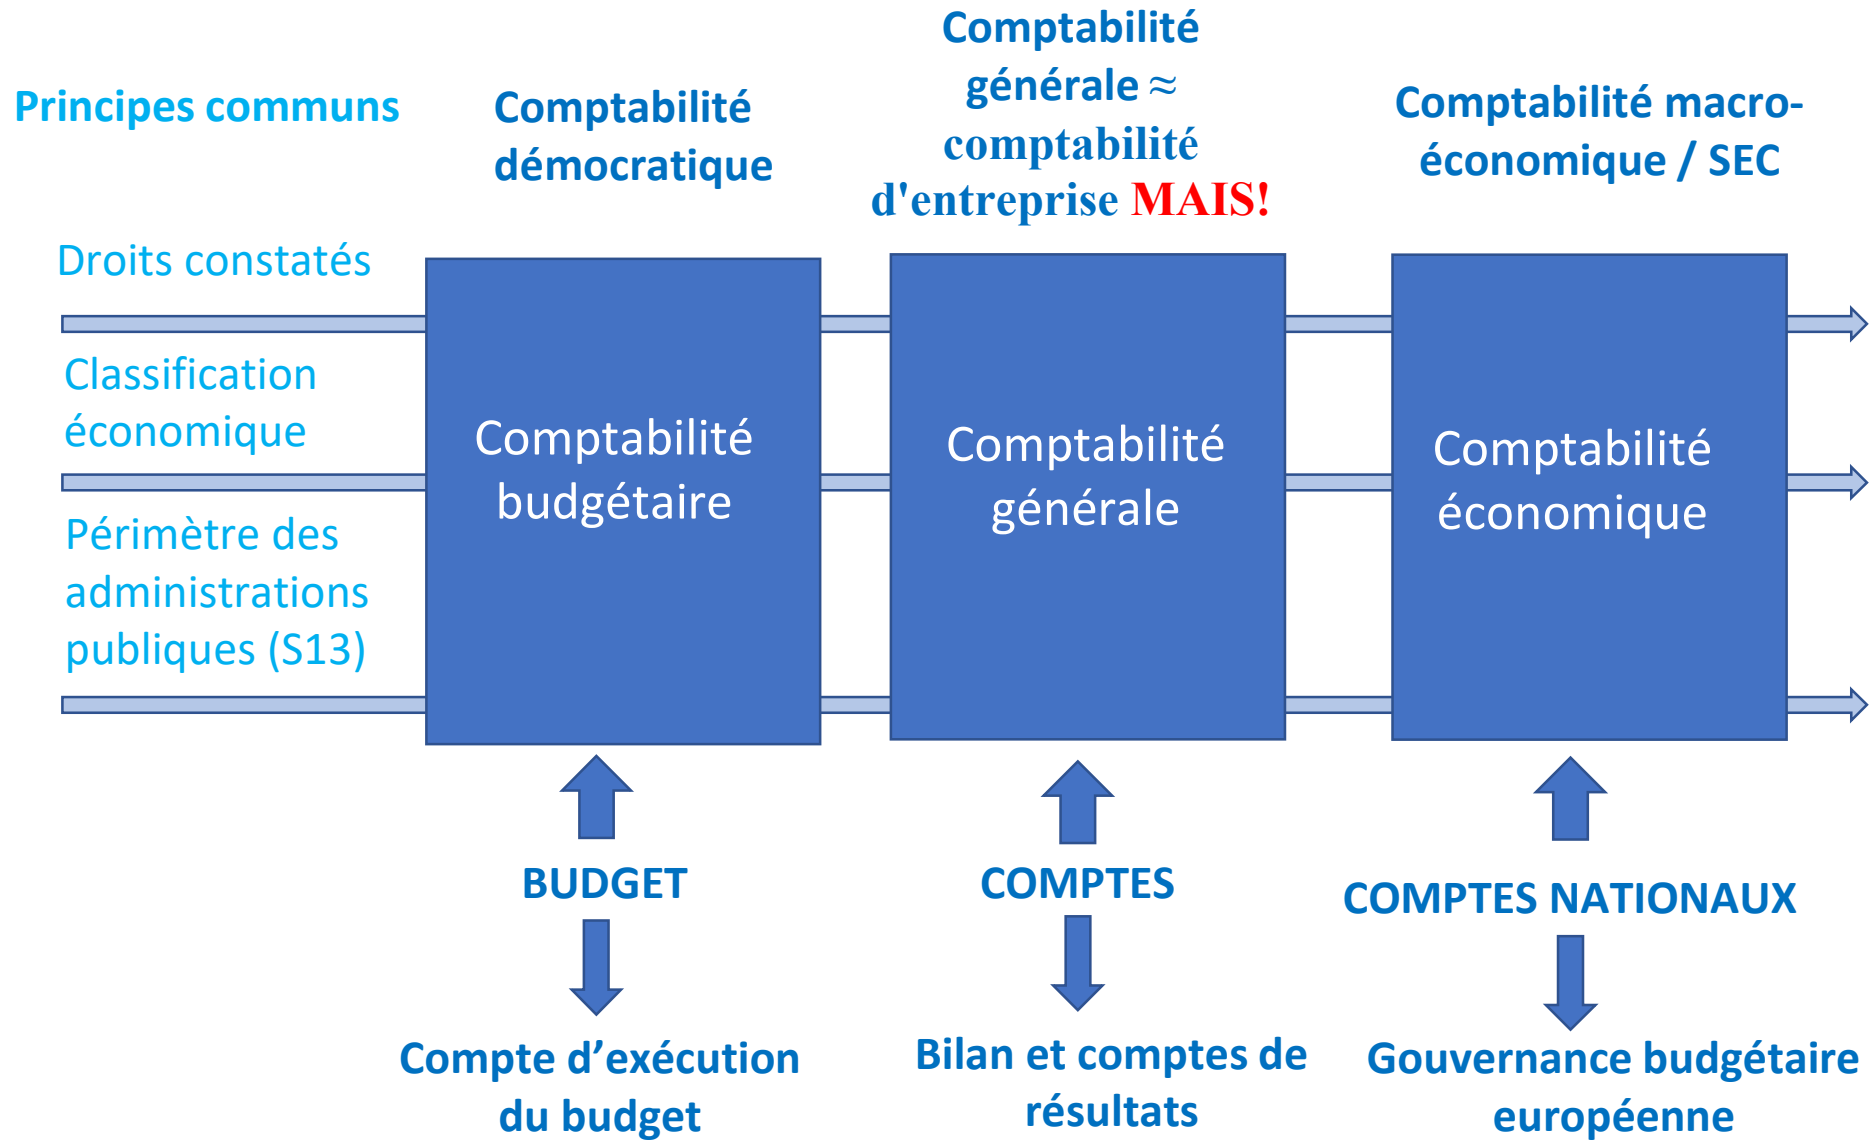 Principes communs
Comptabilité
démocratique
Comptabilité
générale ≈
comptabilité
d'entreprise MAIS!
Comptabilité macro-
économique / SEC
Droits constatés
Classification
économique
Périmètre des
administrations
publiques (S13)
Comptabilité
budgétaire
Comptabilité
générale
Comptabilité
économique
BUDGET
COMPTES
COMPTES NATIONAUX
Compte d’exécution
du budget
Bilan et comptes de
résultats
Gouvernance budgétaire
européenne